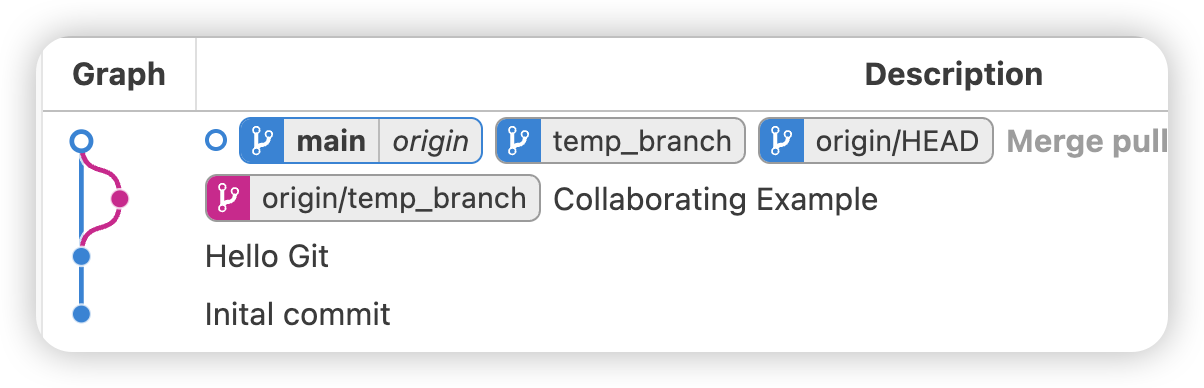 Graph Description
main origin temp_branch origin/HEAD Merge pull
origin/temp_branch Collaborating Example
Hello Git
Inital commit